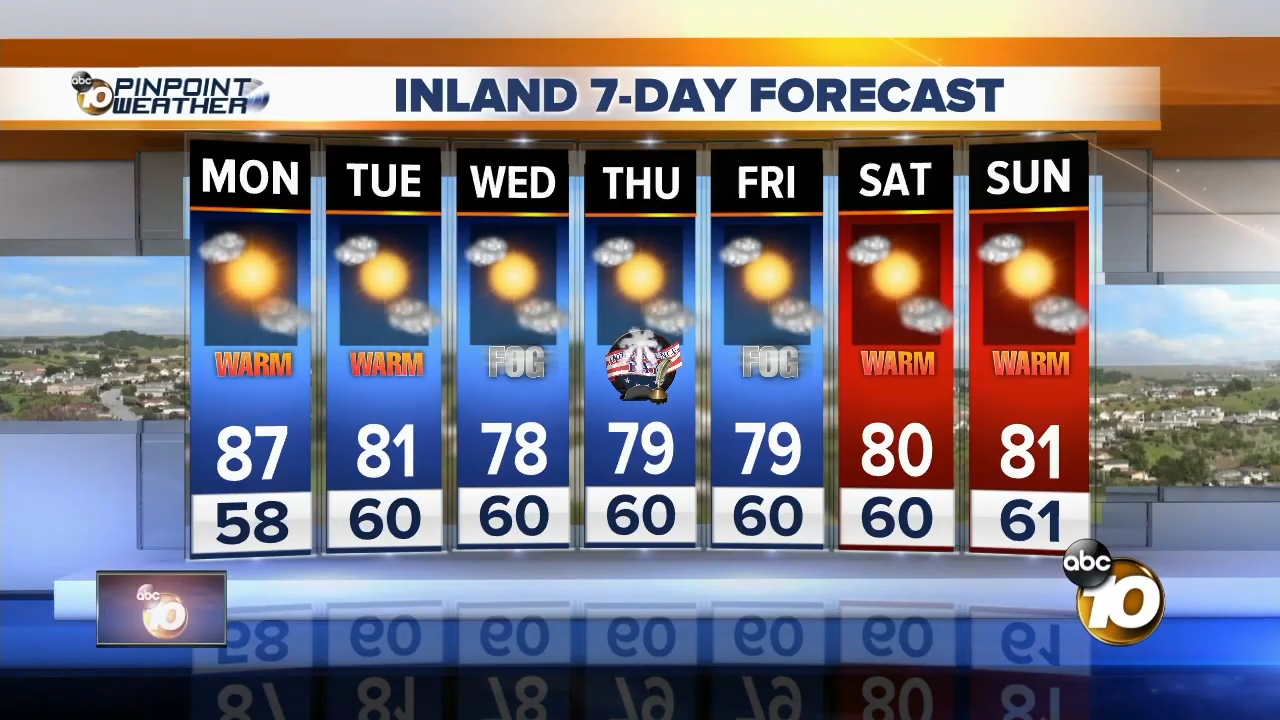 abc 10 PINPOINT WEATHER
INLAND 7-DAY FORECAST
MON TUE WED THU FRI SAT SUN
WARM WARM FOG FOG WARM WARM
87 81 78 79 79 80 81
58 60 60 60 60 60 61
abc 10
abc 10